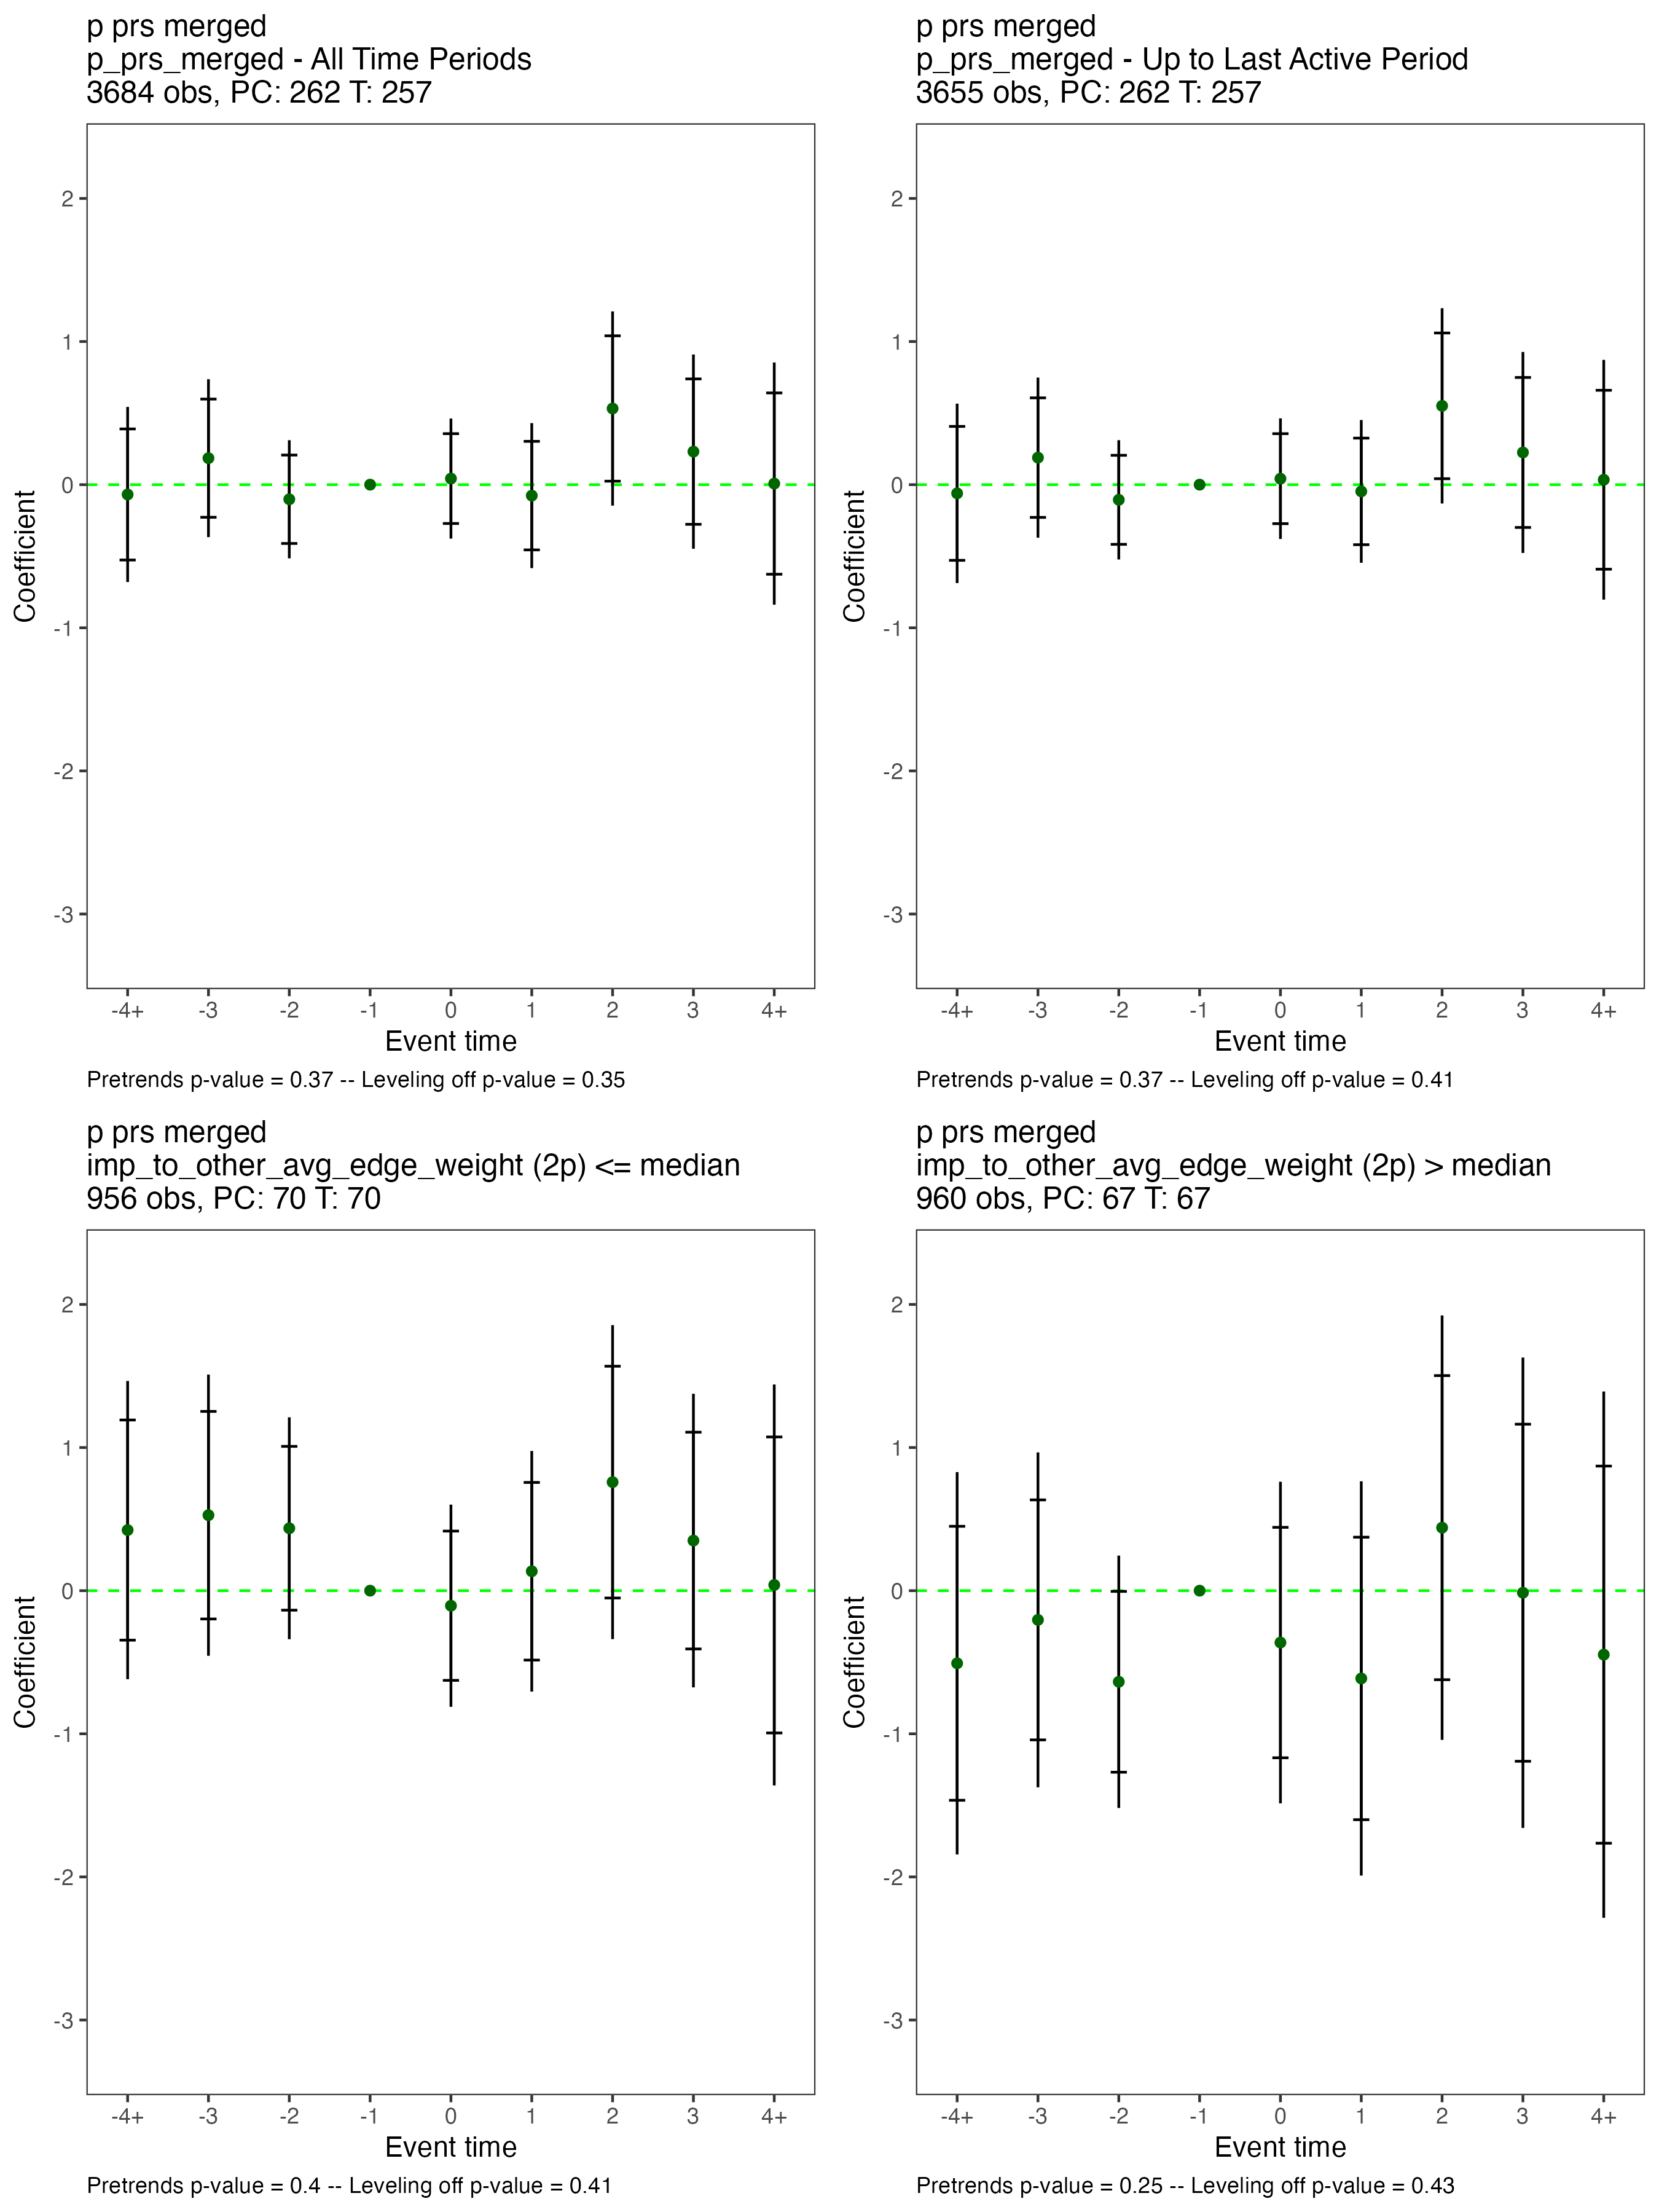 p prs merged
p_prs_merged - All Time Periods
3684 obs, PC: 262 T: 257
2
1
0
-1
-2
-3
Coefficient
-4+ -3 -2 -1 0 1 2 3 4+
Event time
Pretrends p-value = 0.37 -- Leveling off p-value = 0.35
p prs merged
p_prs_merged - Up to Last Active Period
3655 obs, PC: 262 T: 257
2
1
0
-1
-2
-3
Coefficient
-4+ -3 -2 -1 0 1 2 3 4+
Event time
Pretrends p-value = 0.37 -- Leveling off p-value = 0.41
p prs merged
imp_to_other_avg_edge_weight (2p) <= median
956 obs, PC: 70 T: 70
2
1
0
-1
-2
-3
Coefficient
-4+ -3 -2 -1 0 1 2 3 4+
Event time
Pretrends p-value = 0.4 -- Leveling off p-value = 0.41
p prs merged
imp_to_other_avg_edge_weight (2p) > median
960 obs, PC: 67 T: 67
2
1
0
-1
-2
-3
Coefficient
-4+ -3 -2 -1 0 1 2 3 4+
Event time
Pretrends p-value = 0.25 -- Leveling off p-value = 0.43